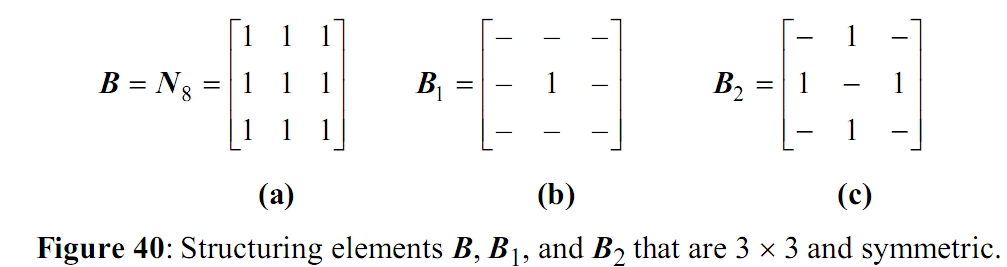 1 1 1 – – – – 1 –
B = N8 = 1 1 1 B1 = – 1 – B2 = 1 – 1
1 1 1 – – – – 1 –
(a) (b) (c)
Figure 40: Structuring elements B, B1, and B2 that are 3 × 3 and symmetric.